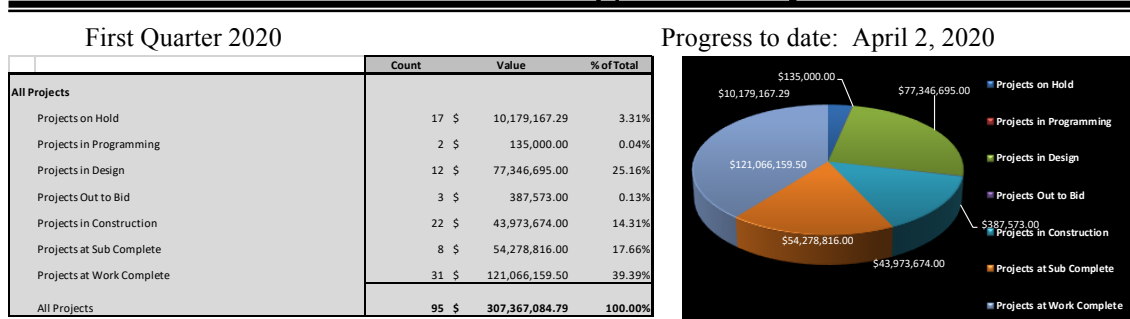 First Quarter 2020
Progress to date: April 2, 2020
Count Value % of Total
All Projects
Projects on Hold 17 $ 10,179,167.29 3.31%
Projects in Programming 2 $ 135,000.00 0.04%
Projects in Design 12 $ 77,346,695.00 25.16%
Projects Out to Bid 3 $ 387,573.00 0.13%
Projects in Construction 22 $ 43,973,674.00 14.31%
Projects at Sub Complete 8 $ 54,278,816.00 17.66%
Projects at Work Complete 31 $ 121,066,159.50 39.39%
All Projects 95 $ 307,367,084.79 100.00%
$135,000.00
$10,179,167.29
$77,346,695.00
$121,066,159.50
$387,573.00
$54,278,816.00
$43,973,674.00
Projects on Hold
Projects in Programming
Projects in Design
Projects Out to Bid
Projects in Construction
Projects at Sub Complete
Projects at Work Complete